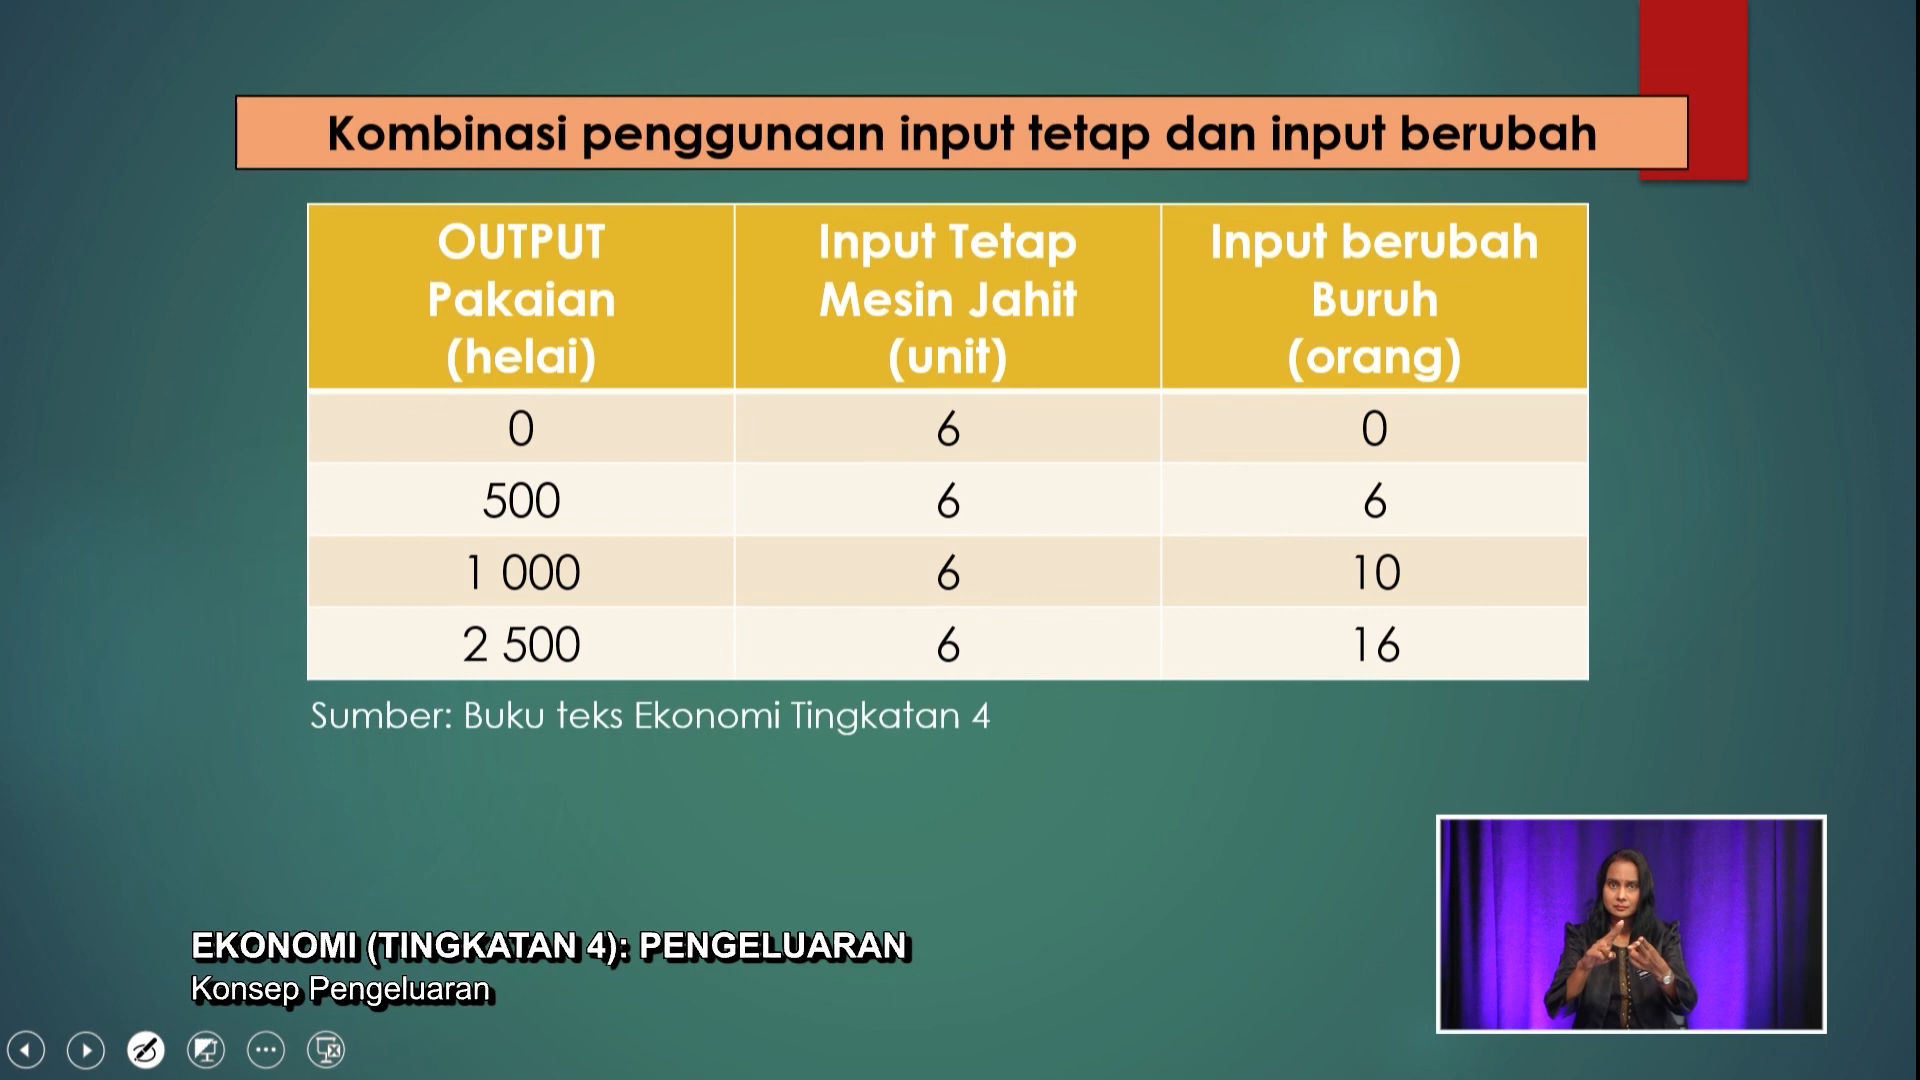 Kombinasi penggunaan input tetap dan input berubah
OUTPUT
Pakaian
(helai)
Input Tetap
Mesin Jahit
(unit)
Input berubah
Buruh
(orang)
0 6 0
500 6 6
1 000 6 10
2 500 6 16
Sumber: Buku teks Ekonomi Tingkatan 4
EKONOMI (TINGKATAN 4): PENGELUARAN
Konsep Pengeluaran